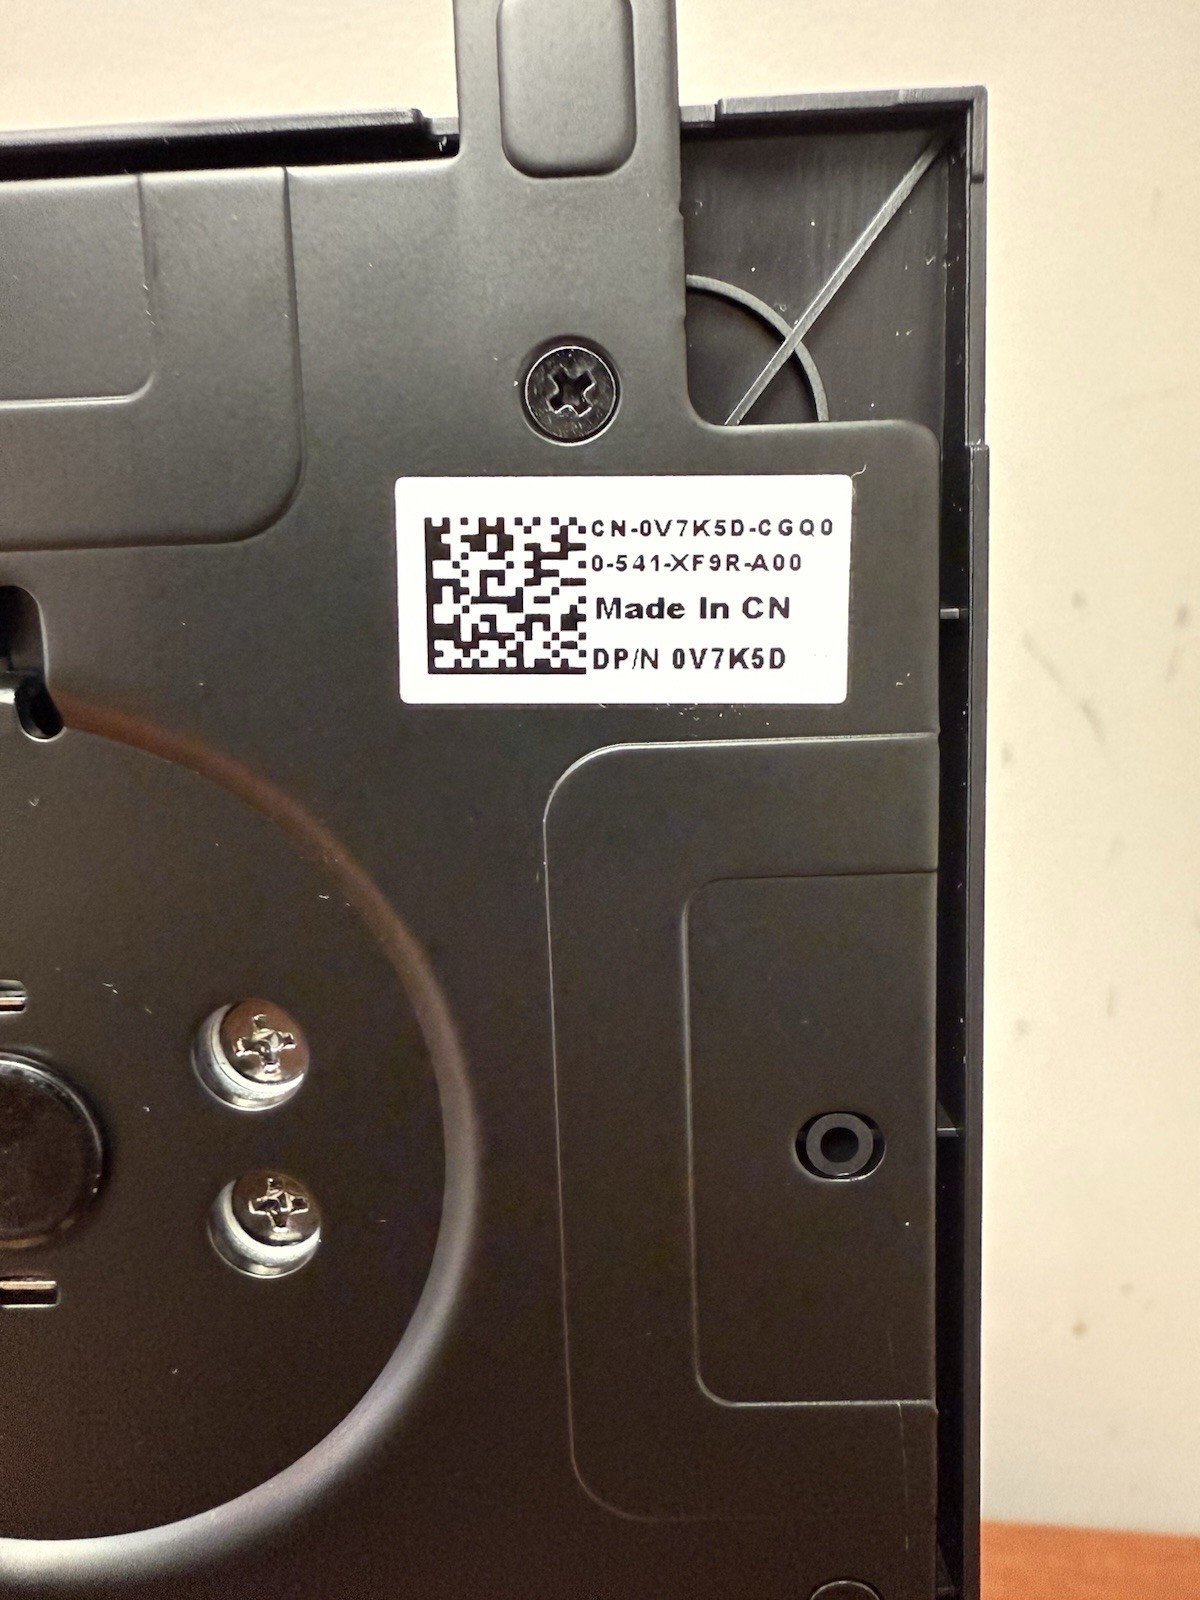 CN-0V7K5D-CGQ0
0-541-XF9R-A00
Made In CN
DP/N 0V7K5D